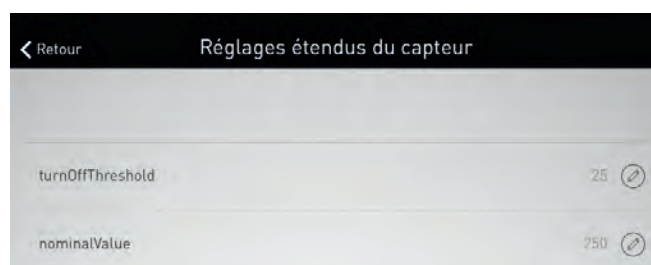 Retour
Réglages étendus du capteur
turnOffThreshold
25
nominalValue
250